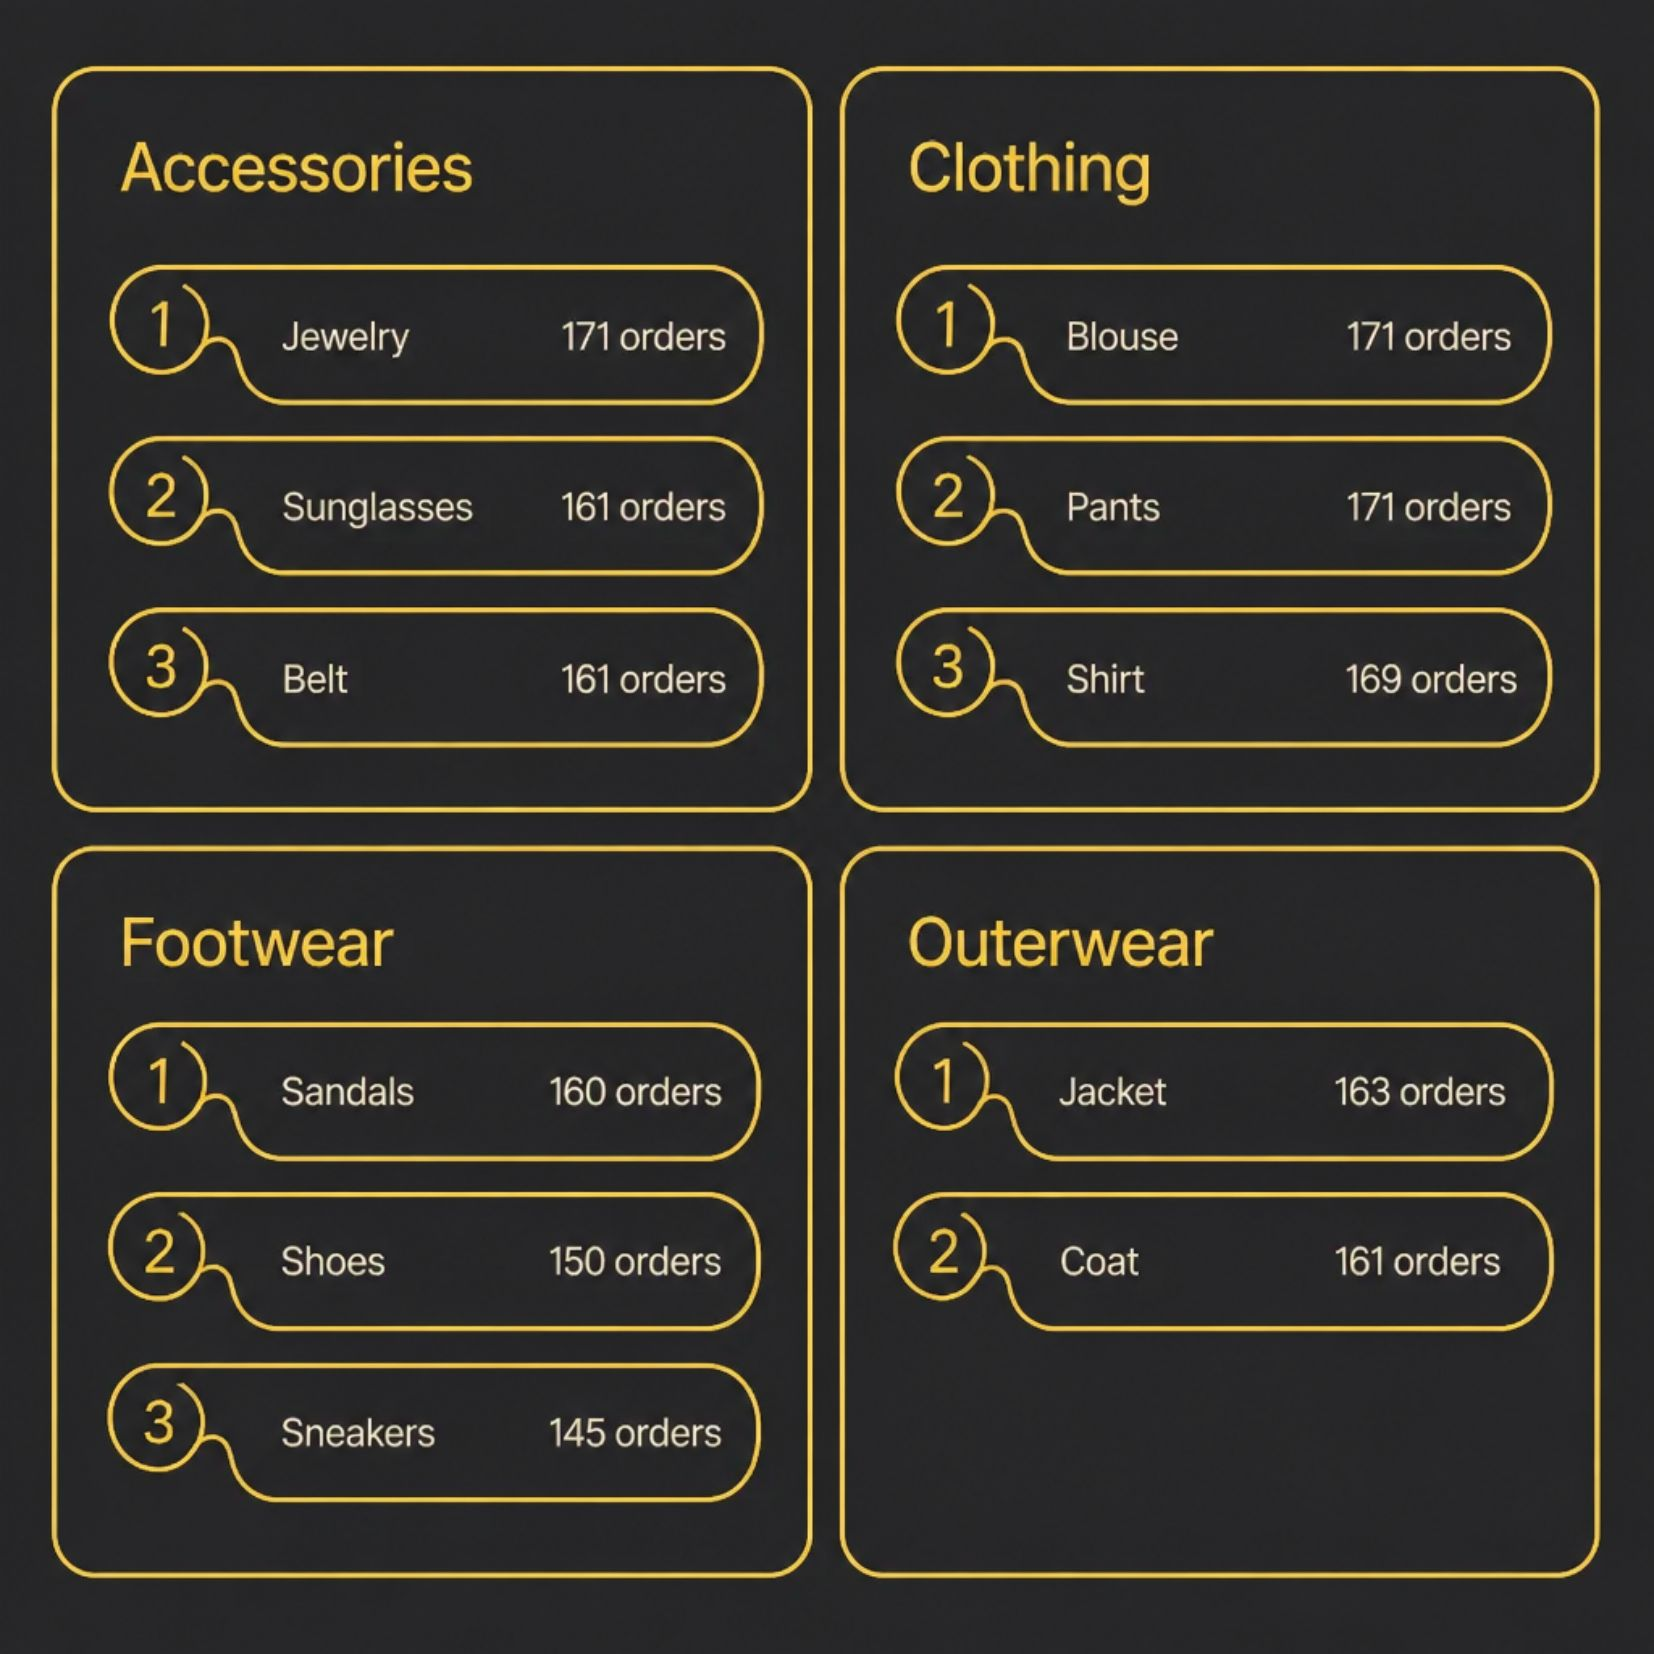 Accessories
1 Jewelry 171 orders
2 Sunglasses 161 orders
3 Belt 161 orders
Clothing
1 Blouse 171 orders
2 Pants 171 orders
3 Shirt 169 orders
Footwear
1 Sandals 160 orders
2 Shoes 150 orders
3 Sneakers 145 orders
Outerwear
1 Jacket 163 orders
2 Coat 161 orders